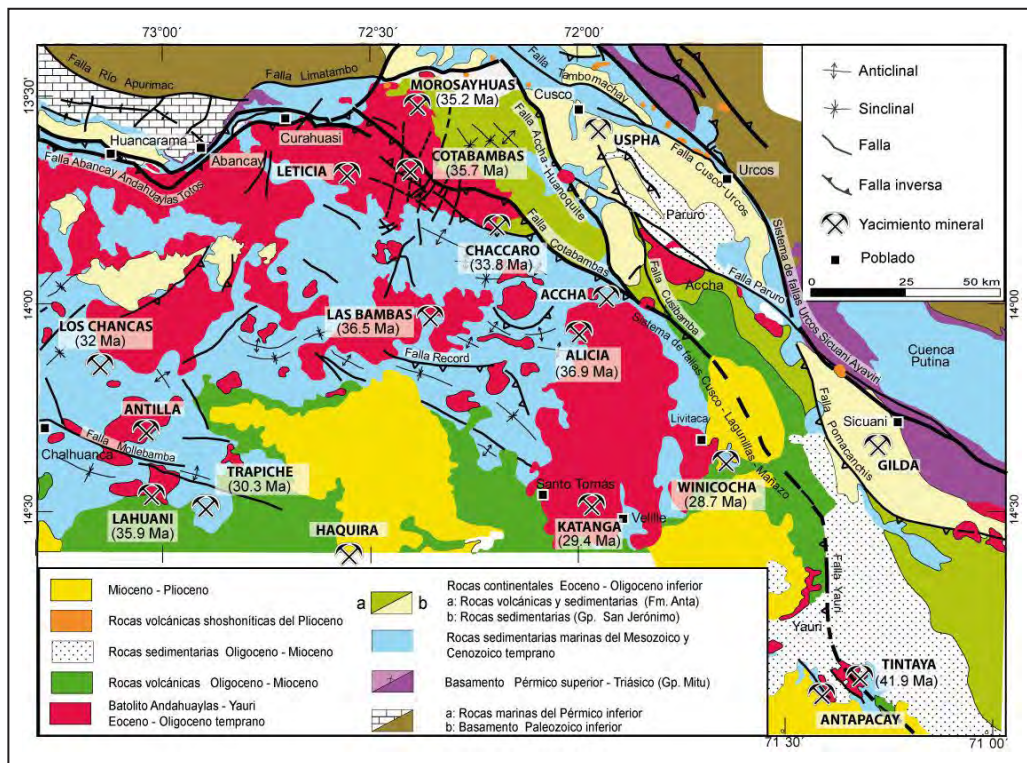 73°00´
72°30´
72°00´
13°30´
14°00´
14°30´
Falla Río Apurimac
Falla Limatambo
MOROSAYHUAS
(35.2 Ma)
Cusco
Falla Tambomachay
USPHA
Falla Cusco-Urcos
Urcos
Huancarama
Abancay
Curahuasi
Falla Abancay Andahuaylas Totos
LETICIA
COTABAMBAS
(35.7 Ma)
Falla Accha-Huanoquite
Paruro
Falla Paruro
CHACCARO
(33.8 Ma)
Falla Cotabambas
Accha
ACCHA
Falla Cusibamba
Sistema de fallas Urcos Sicuani Ayaviri
LOS CHANCAS
(32 Ma)
LAS BAMBAS
(36.5 Ma)
Falla Record
ALICIA
(36.9 Ma)
Sistema de fallas Cusco - Lagunillas - Mañazo
Cuenca
Putina
ANTILLA
Falla Mollebamba
Chalhuanca
TRAPICHE
(30.3 Ma)
LAHUANI
(35.9 Ma)
HAQUIRA
Santo Tomás
KATANGA
(29.4 Ma)
Velille
Livitaca
WINICOCHA
(28.7 Ma)
Sicuani
GILDA
Falla Pomacanchis
Falla Yauri
Yauri
TINTAYA
(41.9 Ma)
ANTAPACAY
Anticlinal
Sinclinal
Falla
Falla inversa
Yacimiento mineral
Poblado
0 25 50 km
14°00´
14°30´
71°30´
71°00´
Mioceno - Plioceno
Rocas volcánicas shoshoníticas del Plioceno
Rocas sedimentarias Oligoceno - Mioceno
Rocas volcánicas Oligoceno - Mioceno
Batolito Andahuaylas - Yauri
Eoceno - Oligoceno temprano
a b
Rocas continentales Eoceno - Oligoceno inferior
a: Rocas volcánicas y sedimentarias (Fm. Anta)
b: Rocas sedimentarias (Gp. San Jerónimo)
Rocas sedimentarias marinas del Mesozoico y
Cenozoico temprano
Basamento Pérmico superior - Triásico (Gp. Mitu)
a: Rocas marinas del Pérmico inferior
b: Basamento Paleozoico inferior